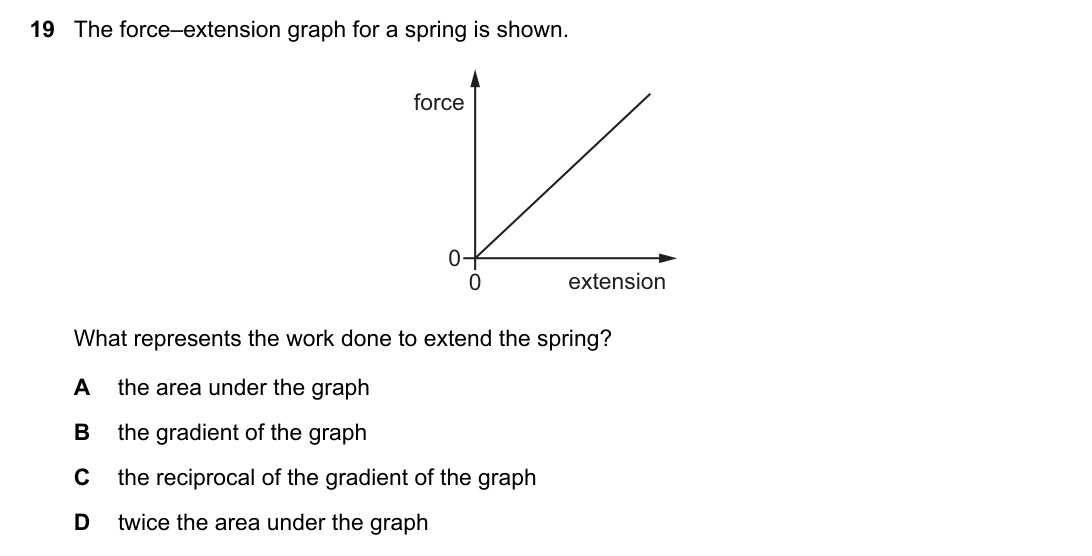 19 The force–extension graph for a spring is shown.
force
0
0
extension
What represents the work done to extend the spring?
A the area under the graph
B the gradient of the graph
C the reciprocal of the gradient of the graph
D twice the area under the graph